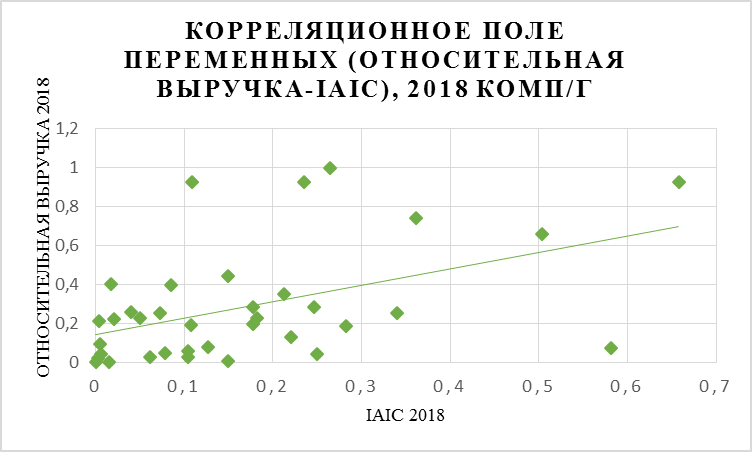 КОРРЕЛЯЦИОННОЕ ПОЛЕ
ПЕРЕМЕННЫХ (ОТНОСИТЕЛЬНАЯ
ВЫРУЧКА-IAIC), 2018 КОМП/Г
ОТНОСИТЕЛЬНАЯ ВЫРУЧКА 2018
1,2
1
0,8
0,6
0,4
0,2
0
0 0,1 0,2 0,3 0,4 0,5 0,6 0,7
IAIC 2018